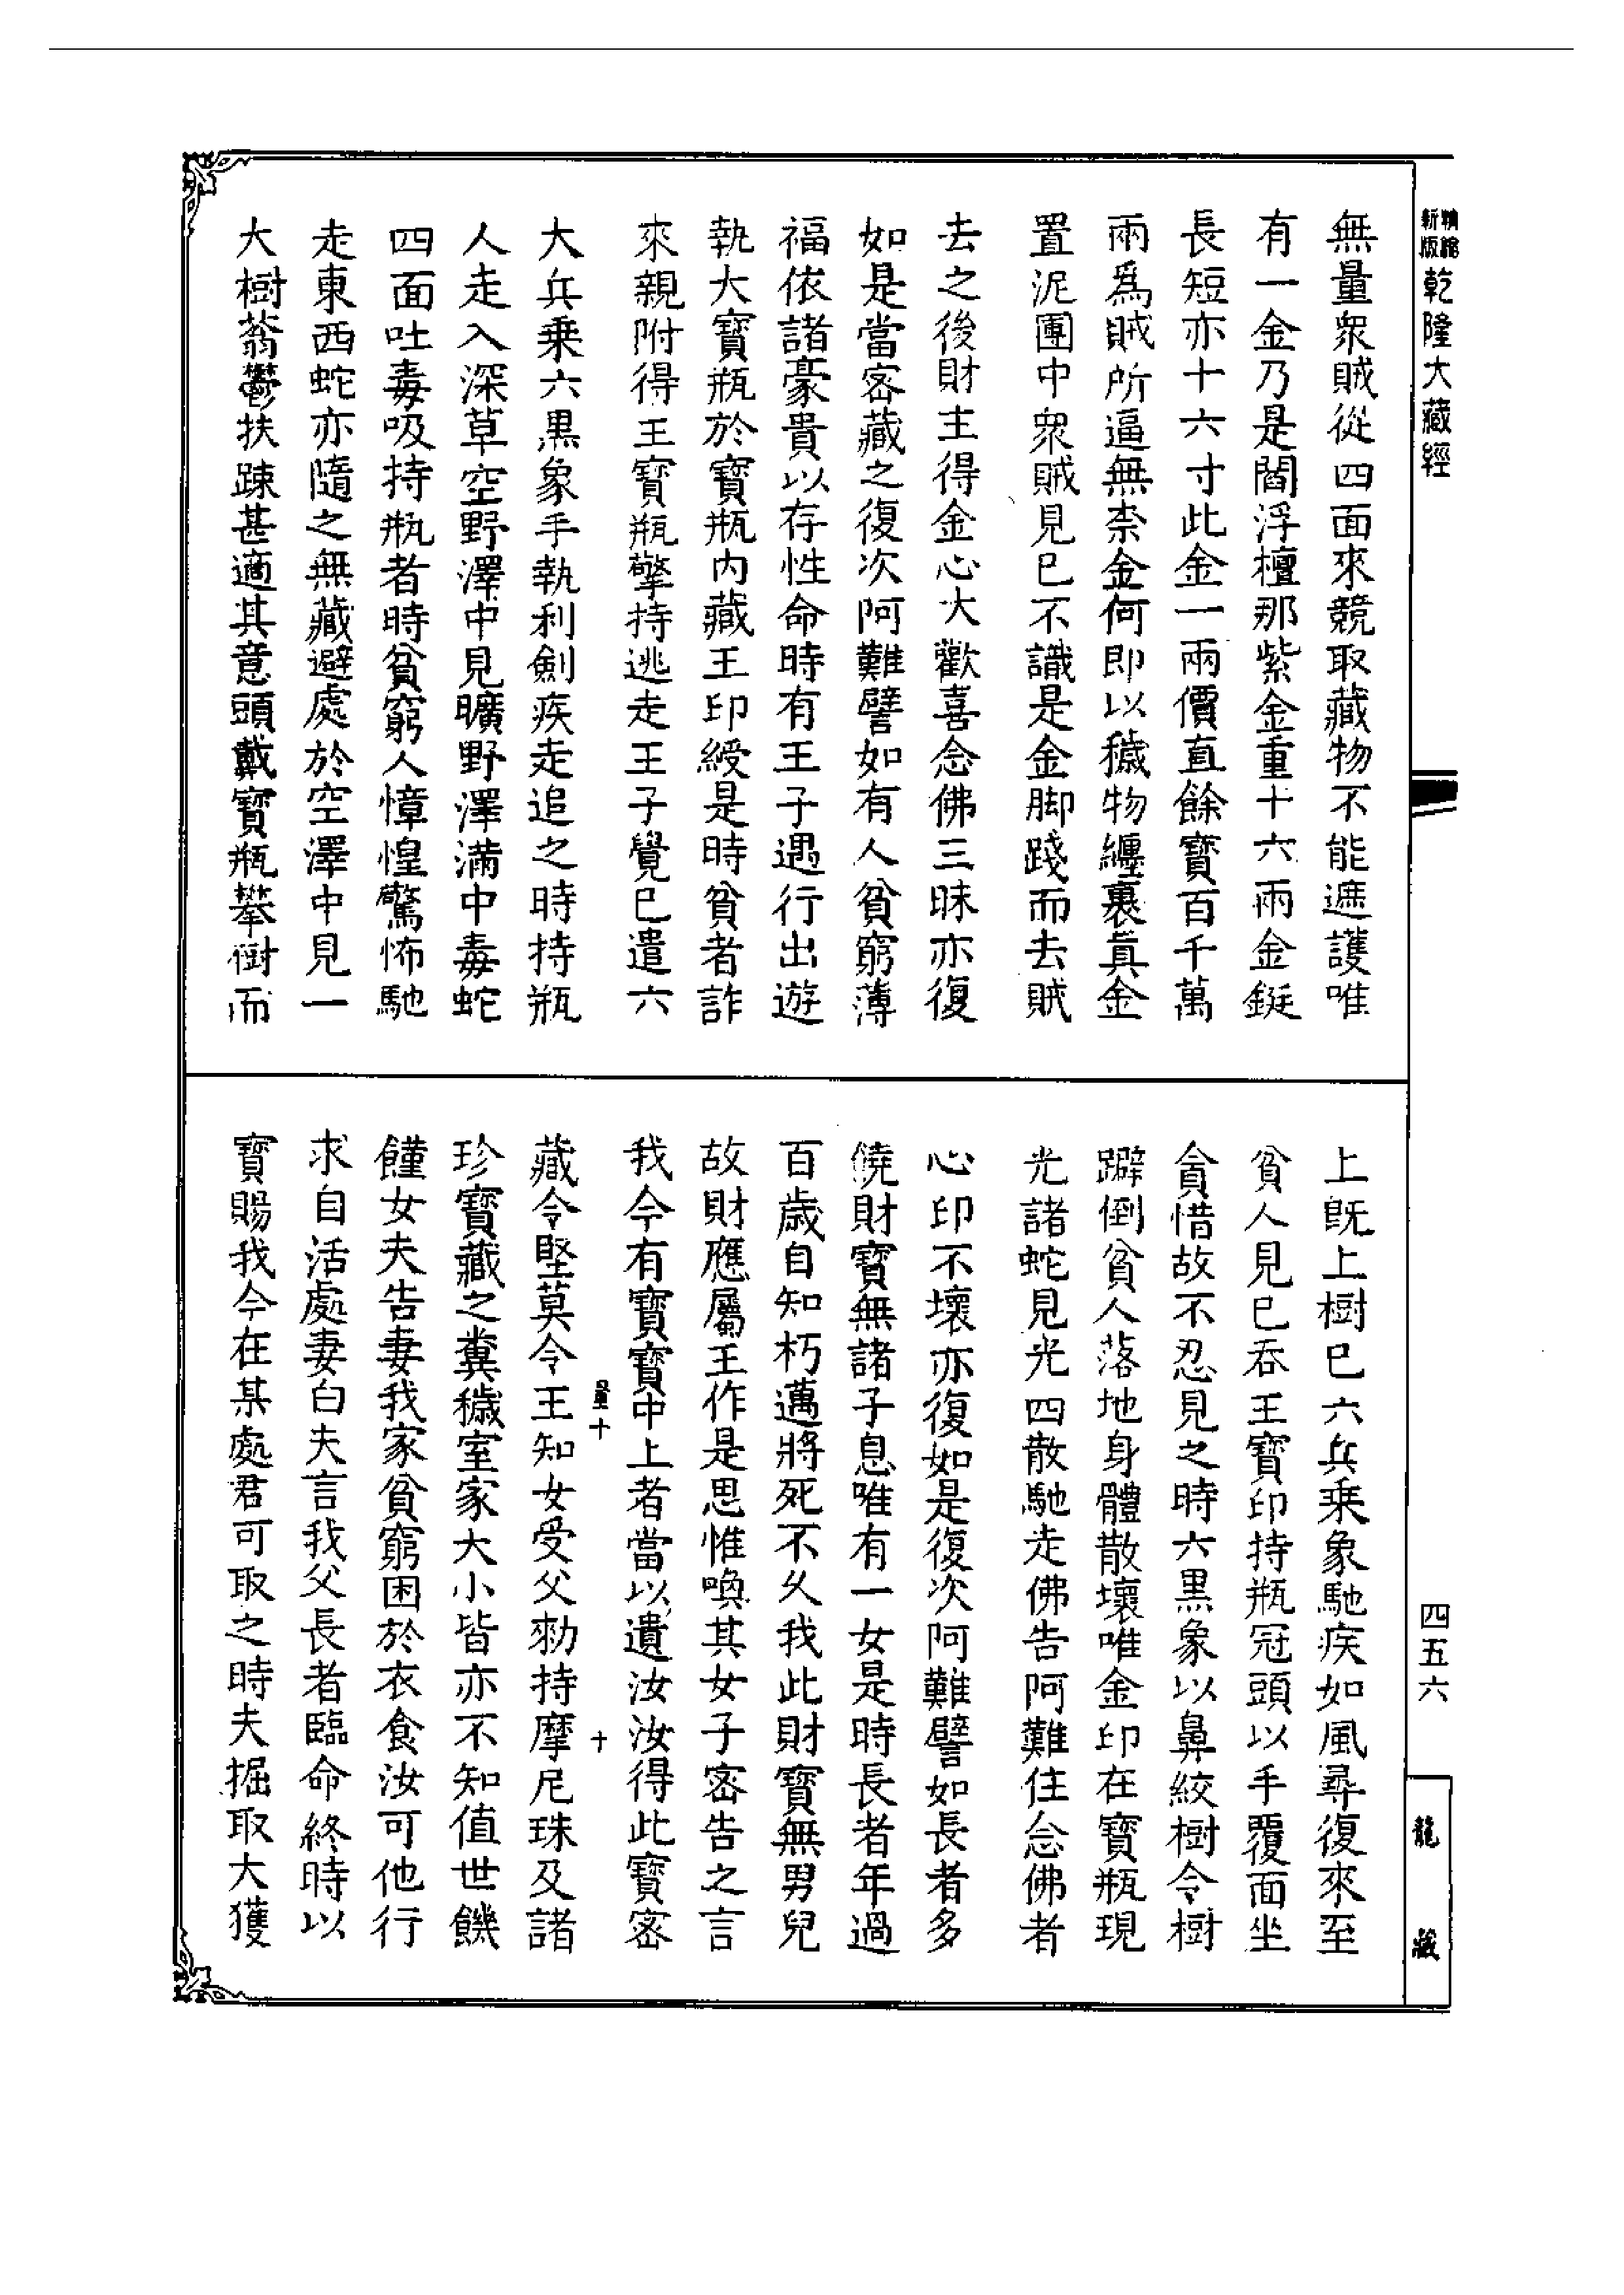 新版
精縮
乾隆大藏經
無量衆賊從四面來競取藏物不能遮護唯
有一金乃是閻浮檀那紫金重十六兩金鋌
長短亦十六寸此金一兩價直餘寶百千萬
兩爲賊所逼無柰金何即以穢物纏裹眞金
置泥團中衆賊見已不識是金脚踐而去賊
去之後財主得金心大歡喜念佛三昧亦復
如是當密藏之復次阿難譬如有人貧窮薄
福依諸豪貴以存性命時有王子遇行出遊
執大寶瓶於寶瓶內藏王印綬是時貧者詐
來親附得王寶瓶擎持逃走王子覺已遣六
大兵乗六黒象手執利劍疾走追之時持瓶
人走入深草空野澤中見曠野澤滿中毒蛇
四面吐毒吸持瓶者時貧窮人慞惶驚怖馳
走東西蛇亦隨之無藏避處於空澤中見一
大樹蓊鬱扶踈甚適其意頭戴寶瓶攀樹而
上旣上樹已六兵乗象馳疾如風尋復來至
貧人見已吞王寶印持瓶冠頭以手覆面坐
貪惜故不忍見之時六黒象以鼻絞樹令樹
躃倒貧人落地身體散壞唯金印在寶瓶現
光諸蛇見光四散馳走佛告阿難住念佛者
心印不壞亦復如是復次阿難譬如長者多
饒財寶無諸子息唯有一女是時長者年過
百歲自知朽邁將死不久我此財寶無男兒
故財應屬王作是思惟喚其女子密告之言
我今有寶寶中上者當以遺汝汝得此寶密
量十
十
藏令堅莫令王知女受父勑持摩尼珠及諸
珍寶藏之糞穢室家大小皆亦不知值世饑
饉女夫告妻我家貧窮困於衣食汝可他行
求自活處妻白夫言我父長者臨命終時以
寶賜我今在某處君可取之時夫掘取大獲
四五六
龍藏